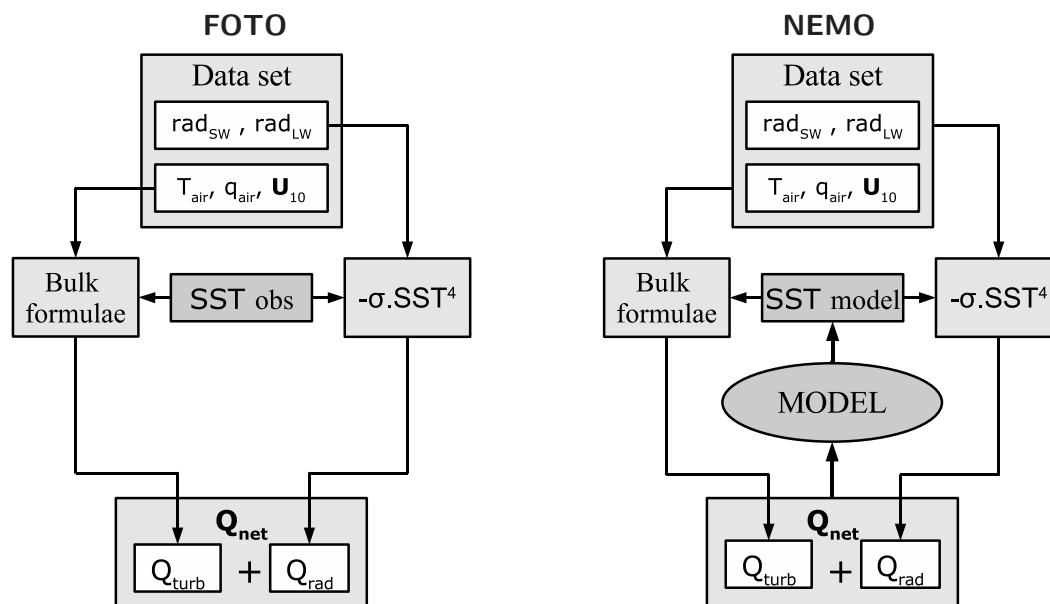 FOTO
Data set
rad_SW , rad_LW
T_air, q_air, U_10
Bulk
formulae
SST obs
-σ.SST⁴
Q_net
Q_turb + Q_rad
NEMO
Data set
rad_SW , rad_LW
T_air, q_air, U_10
Bulk
formulae
SST model
-σ.SST⁴
MODEL
Q_net
Q_turb + Q_rad